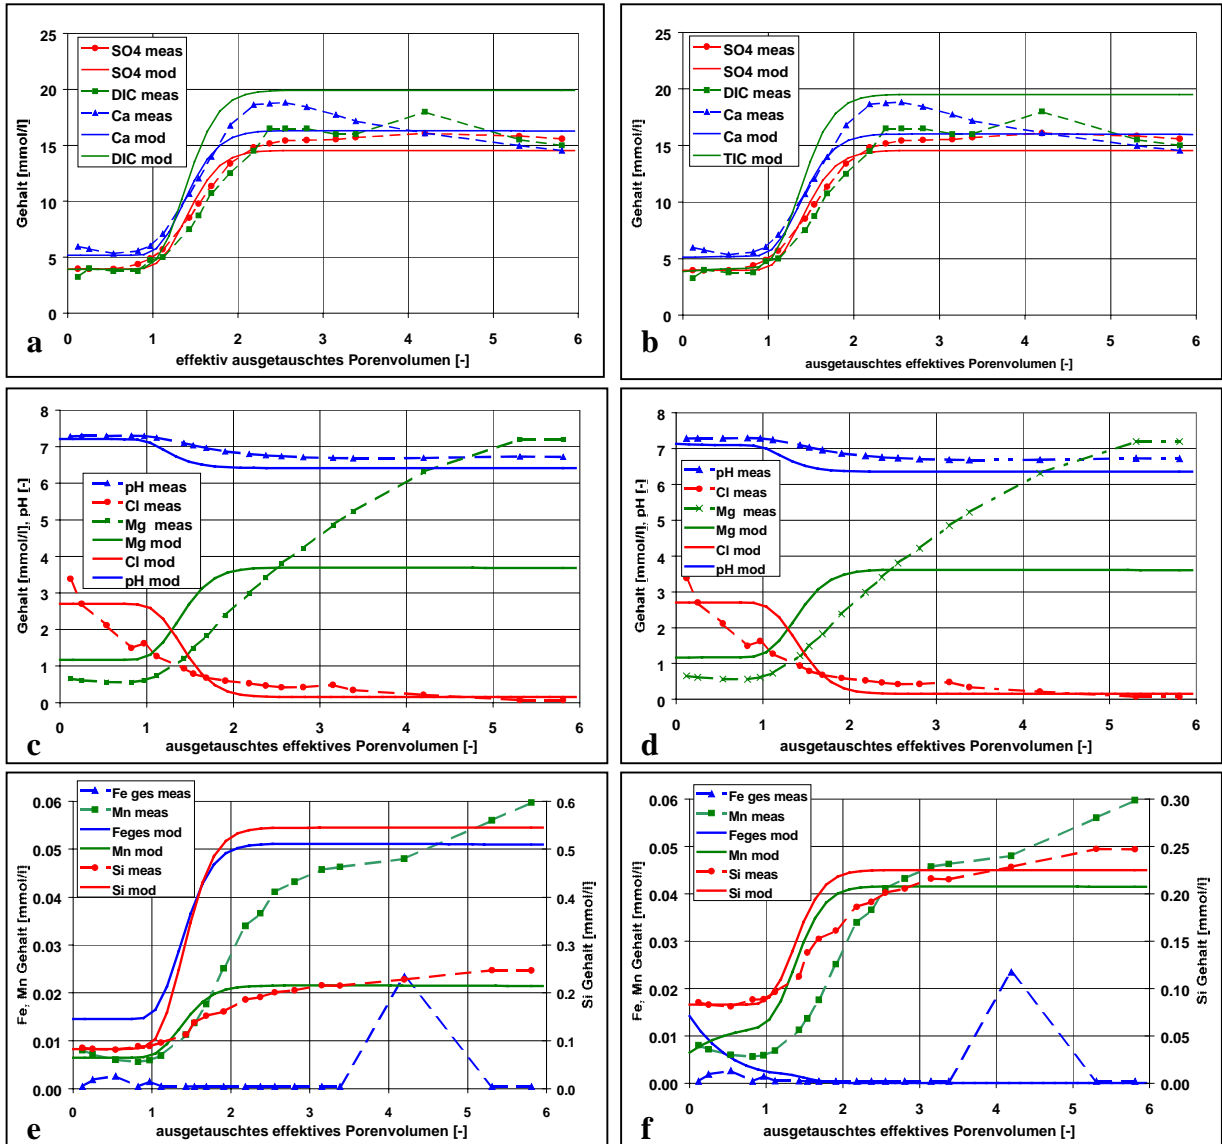 25
20
15
10
5
0
Gehalt [mmol/l]
SO4 meas
SO4 mod
DIC meas
Ca meas
Ca mod
DIC mod
0 1 2 3 4 5 6
effektiv ausgetauschtes Porenvolumen [-]
a
25
20
15
10
5
0
Gehalt [mmol/l]
SO4 meas
SO4 mod
DIC meas
Ca meas
Ca mod
TIC mod
0 1 2 3 4 5 6
ausgetauschtes effektives Porenvolumen [-]
b
8
7
6
5
4
3
2
1
0
Gehalt [mmol/l], pH [-]
pH meas
Cl meas
Mg meas
Mg mod
Cl mod
pH mod
0 1 2 3 4 5 6
ausgetauschtes effektives Porenvolumen [-]
c
8
7
6
5
4
3
2
1
0
Gehalt [mmol/l], pH [-]
pH meas
Cl meas
Mg meas
Mg mod
Cl mod
pH mod
0 1 2 3 4 5 6
ausgetauschtes effektives Porenvolumen [-]
d
0.06
0.05
0.04
0.03
0.02
0.01
0.00
Fe, Mn Gehalt [mmol/l]
Fe ges meas
Mn meas
Feges mod
Mn mod
Si meas
Si mod
0.6
0.5
0.4
0.3
0.2
0.1
0.0
Si Gehalt [mmol/l]
0 1 2 3 4 5 6
ausgetauschtes effektives Porenvolumen [-]
e
0.06
0.05
0.04
0.03
0.02
0.01
0.00
Fe, Mn Gehalt [mmol/l]
Fe ges meas
Mn meas
Feges mod
Mn mod
Si meas
Si mod
0.30
0.25
0.20
0.15
0.10
0.05
0.00
Si Gehalt [mmol/l]
0 1 2 3 4 5 6
ausgetauschtes effektives Porenvolumen [-]
f